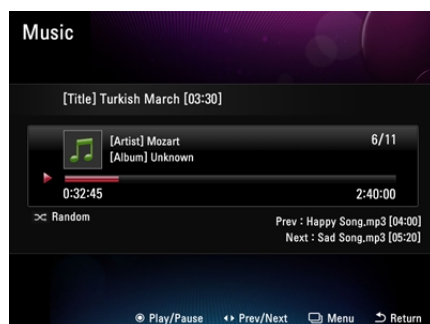 Music
[Title] Turkish March [03:30]
[Artist] Mozart
6/11
[Album] Unknown
0:32:45
2:40:00
Random
Prev : Happy Song.mp3 [04:00]
Next : Sad Song.mp3 [05:20]
Play/Pause Prev/Next Menu Return